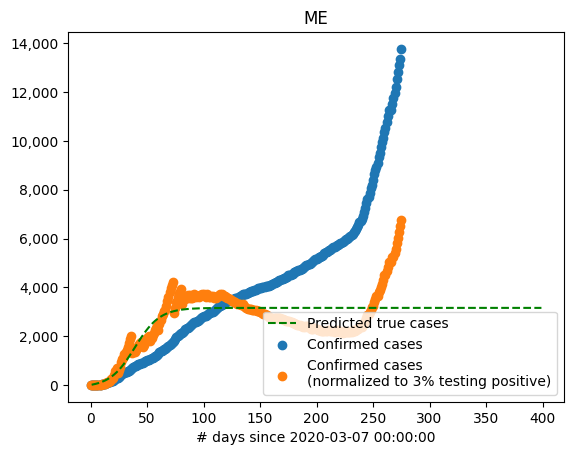 ME
14,000
12,000
10,000
8,000
6,000
4,000
2,000
0
Predicted true cases
Confirmed cases
Confirmed cases
(normalized to 3% testing positive)
0 50 100 150 200 250 300 350 400
# days since 2020-03-07 00:00:00